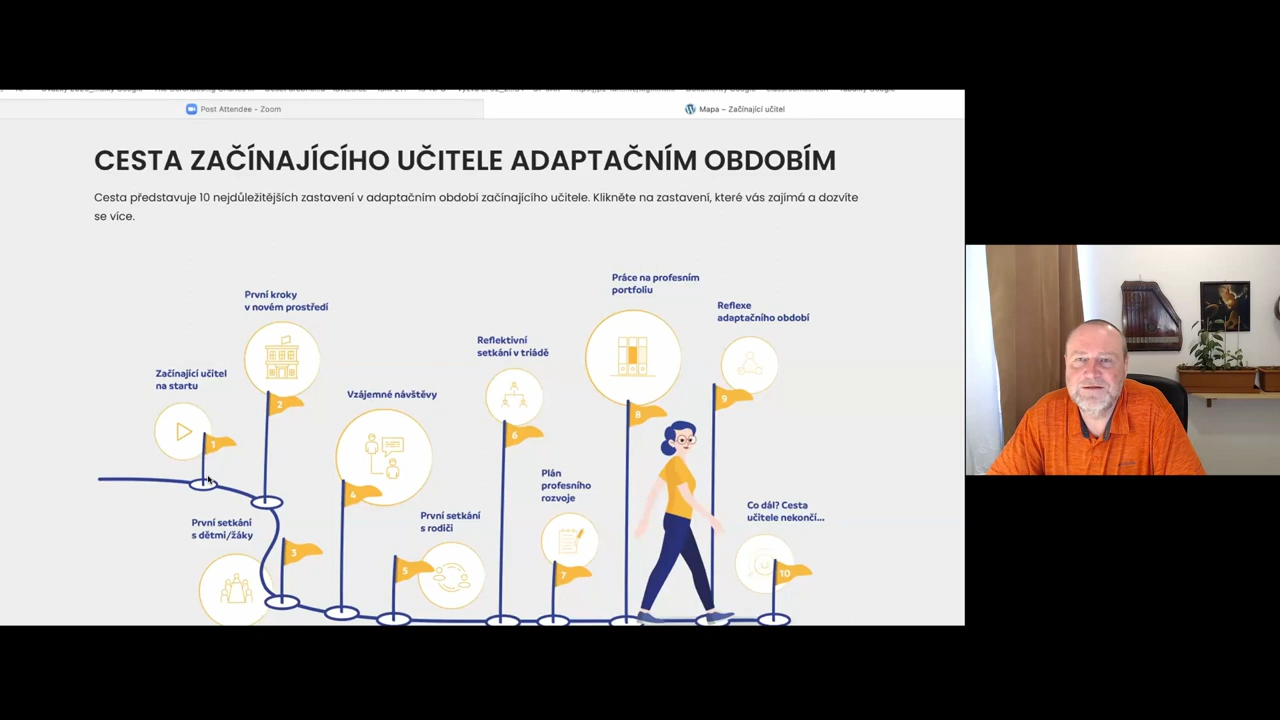 Post Attendee - Zoom
Mapa – Začínající učitel
CESTA ZAČÍNAJÍCÍHO UČITELE ADAPTAČNÍM OBDOBÍM
Cesta představuje 10 nejdůležitějších zastavení v adaptačním období začínajícího učitele. Klikněte na zastavení, které vás zajímá a dozvíte
se více.
Začínající učitel
na startu
1
První kroky
v novém prostředí
2
První setkání
s dětmi/žáky
3
Vzájemné návštěvy
4
První setkání
s rodiči
5
Reflektivní
setkání v triádě
6
Plán
profesního
rozvoje
7
Práce na profesním
portfoliu
8
Reflexe
adaptačního období
9
Co dál? Cesta
učitele nekončí...
10